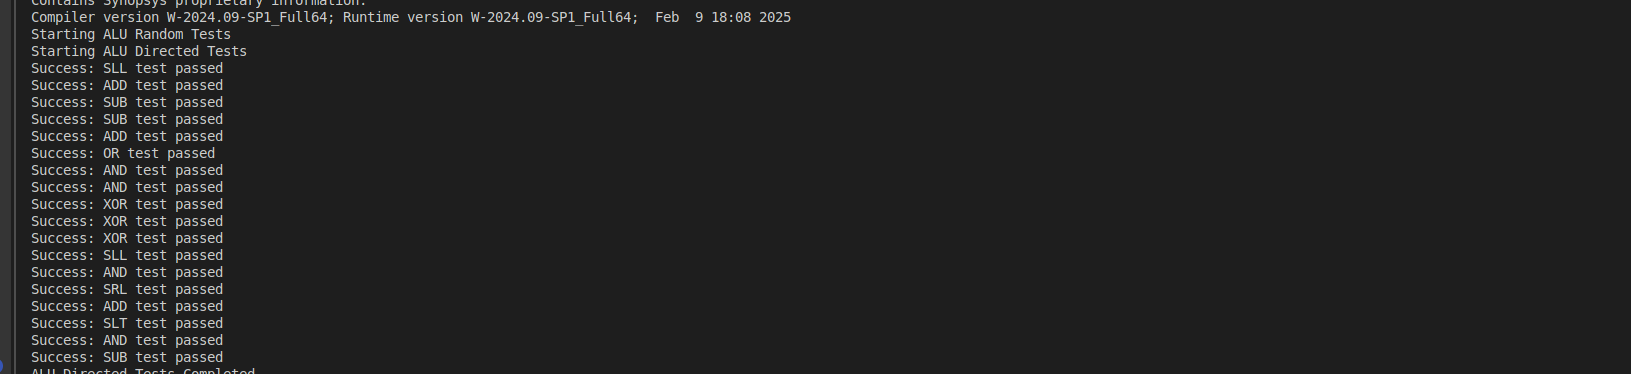 Contains Synopsys proprietary information.
Compiler version W-2024.09-SP1_Full64; Runtime version W-2024.09-SP1_Full64;  Feb  9 18:08 2025
Starting ALU Random Tests
Starting ALU Directed Tests
Success: SLL test passed
Success: ADD test passed
Success: SUB test passed
Success: SUB test passed
Success: ADD test passed
Success: OR test passed
Success: AND test passed
Success: AND test passed
Success: XOR test passed
Success: XOR test passed
Success: XOR test passed
Success: SLL test passed
Success: AND test passed
Success: SRL test passed
Success: ADD test passed
Success: SLT test passed
Success: AND test passed
Success: SUB test passed
ALU Directed Tests Completed